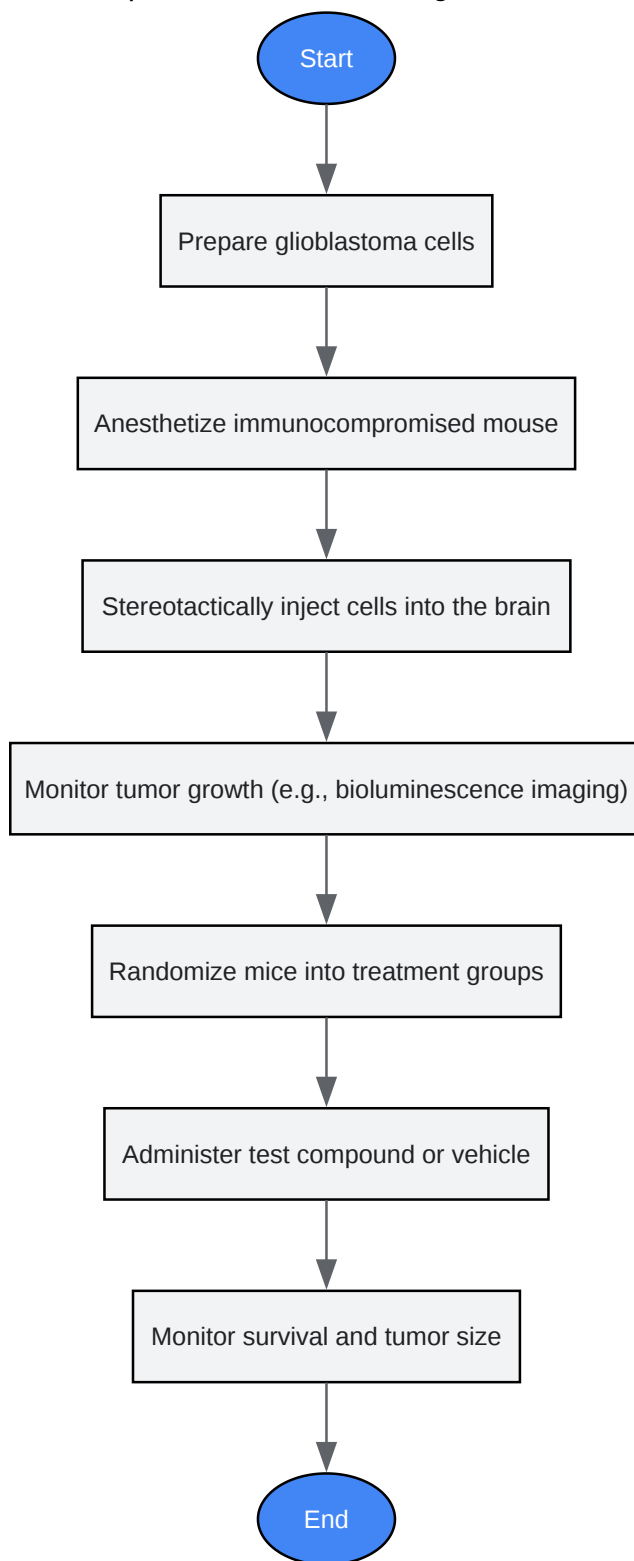 Start
Prepare glioblastoma cells
Anesthetize immunocompromised mouse
Stereotactically inject cells into the brain
Monitor tumor growth (e.g., bioluminescence imaging)
Randomize mice into treatment groups
Administer test compound or vehicle
Monitor survival and tumor size
End